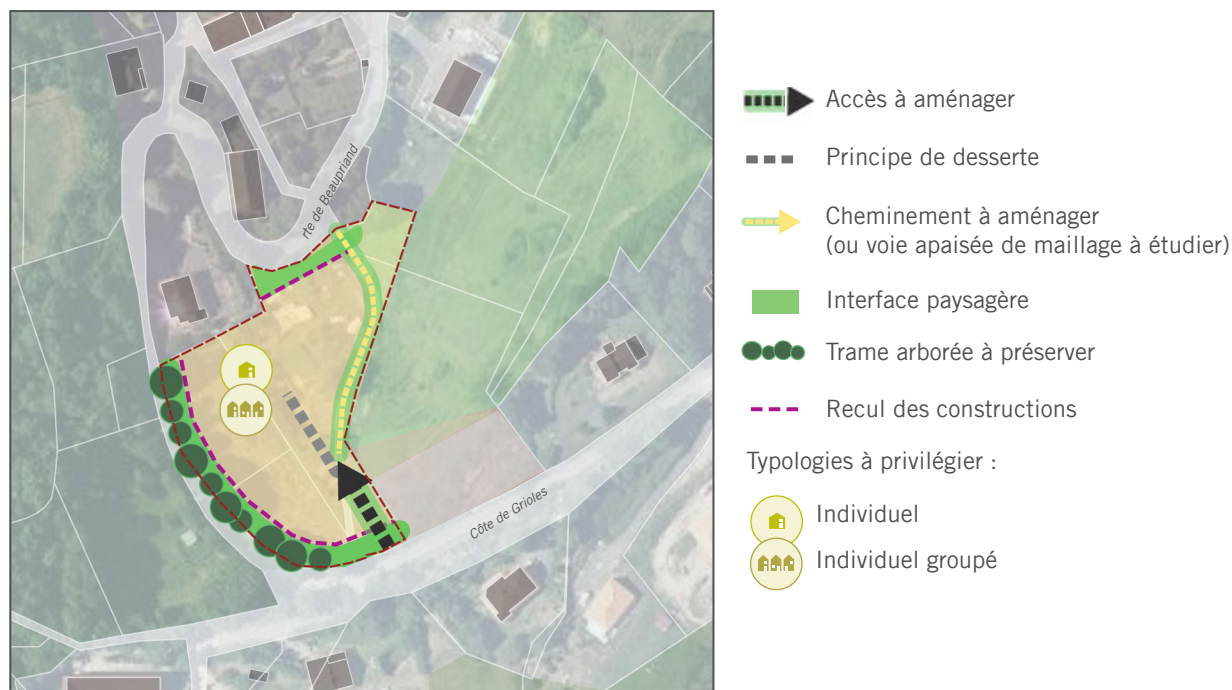 rte de Beaupriand
Côte de Grioles
Accès à aménager
Principe de desserte
Cheminement à aménager
(ou voie apaisée de maillage à étudier)
Interface paysagère
Trame arborée à préserver
Recul des constructions
Typologies à privilégier :
Individuel
Individuel groupé